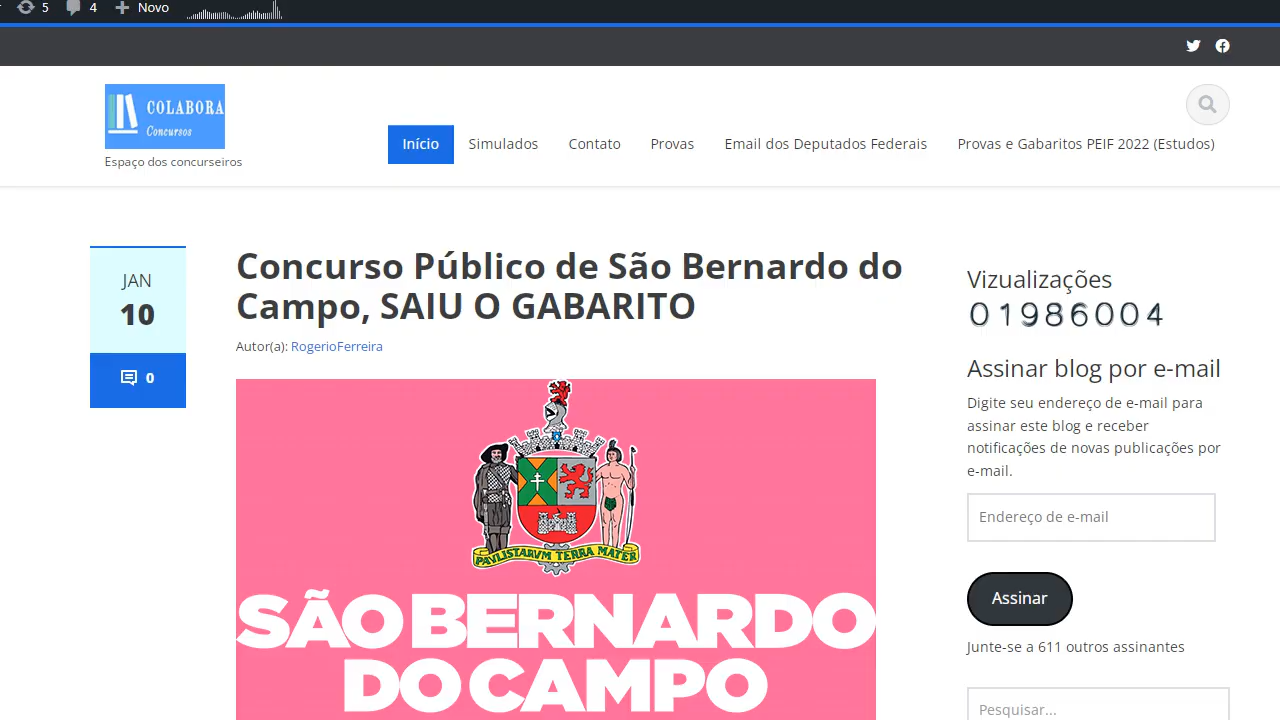 5 4 Novo
COLABORA
Concursos
Espaço dos concurseiros
Início Simulados Contato Provas Email dos Deputados Federais Provas e Gabaritos PEIF 2022 (Estudos)
JAN
10
0
Concurso Público de São Bernardo do
Campo, SAIU O GABARITO
Autor(a): RogerioFerreira
PAVLISTARVM TERRA MATER
SÃO BERNARDO
DO CAMPO
Vizualizações
01986004
Assinar blog por e-mail
Digite seu endereço de e-mail para
assinar este blog e receber
notificações de novas publicações por
e-mail.
Endereço de e-mail
Assinar
Junte-se a 611 outros assinantes
Pesquisar...